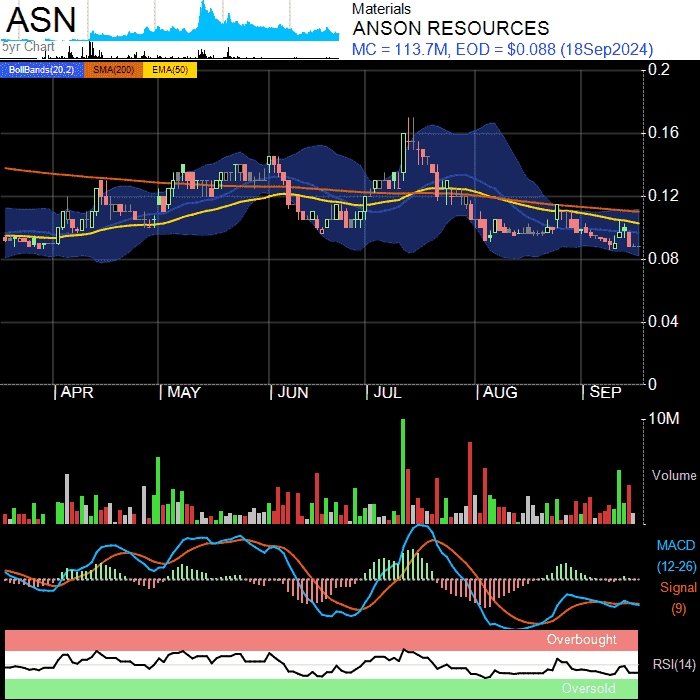 ASN
5yr Chart
Materials
ANSON RESOURCES
MC = 113.7M, EOD = $0.088 (18Sep2024)
BollBands(20,2) SMA(200) EMA(50)
0.2
0.16
0.12
0.08
0.04
0
APR MAY JUN JUL AUG SEP
10M
Volume
MACD
(12-26)
Signal
(9)
Overbought
RSI(14)
Oversold